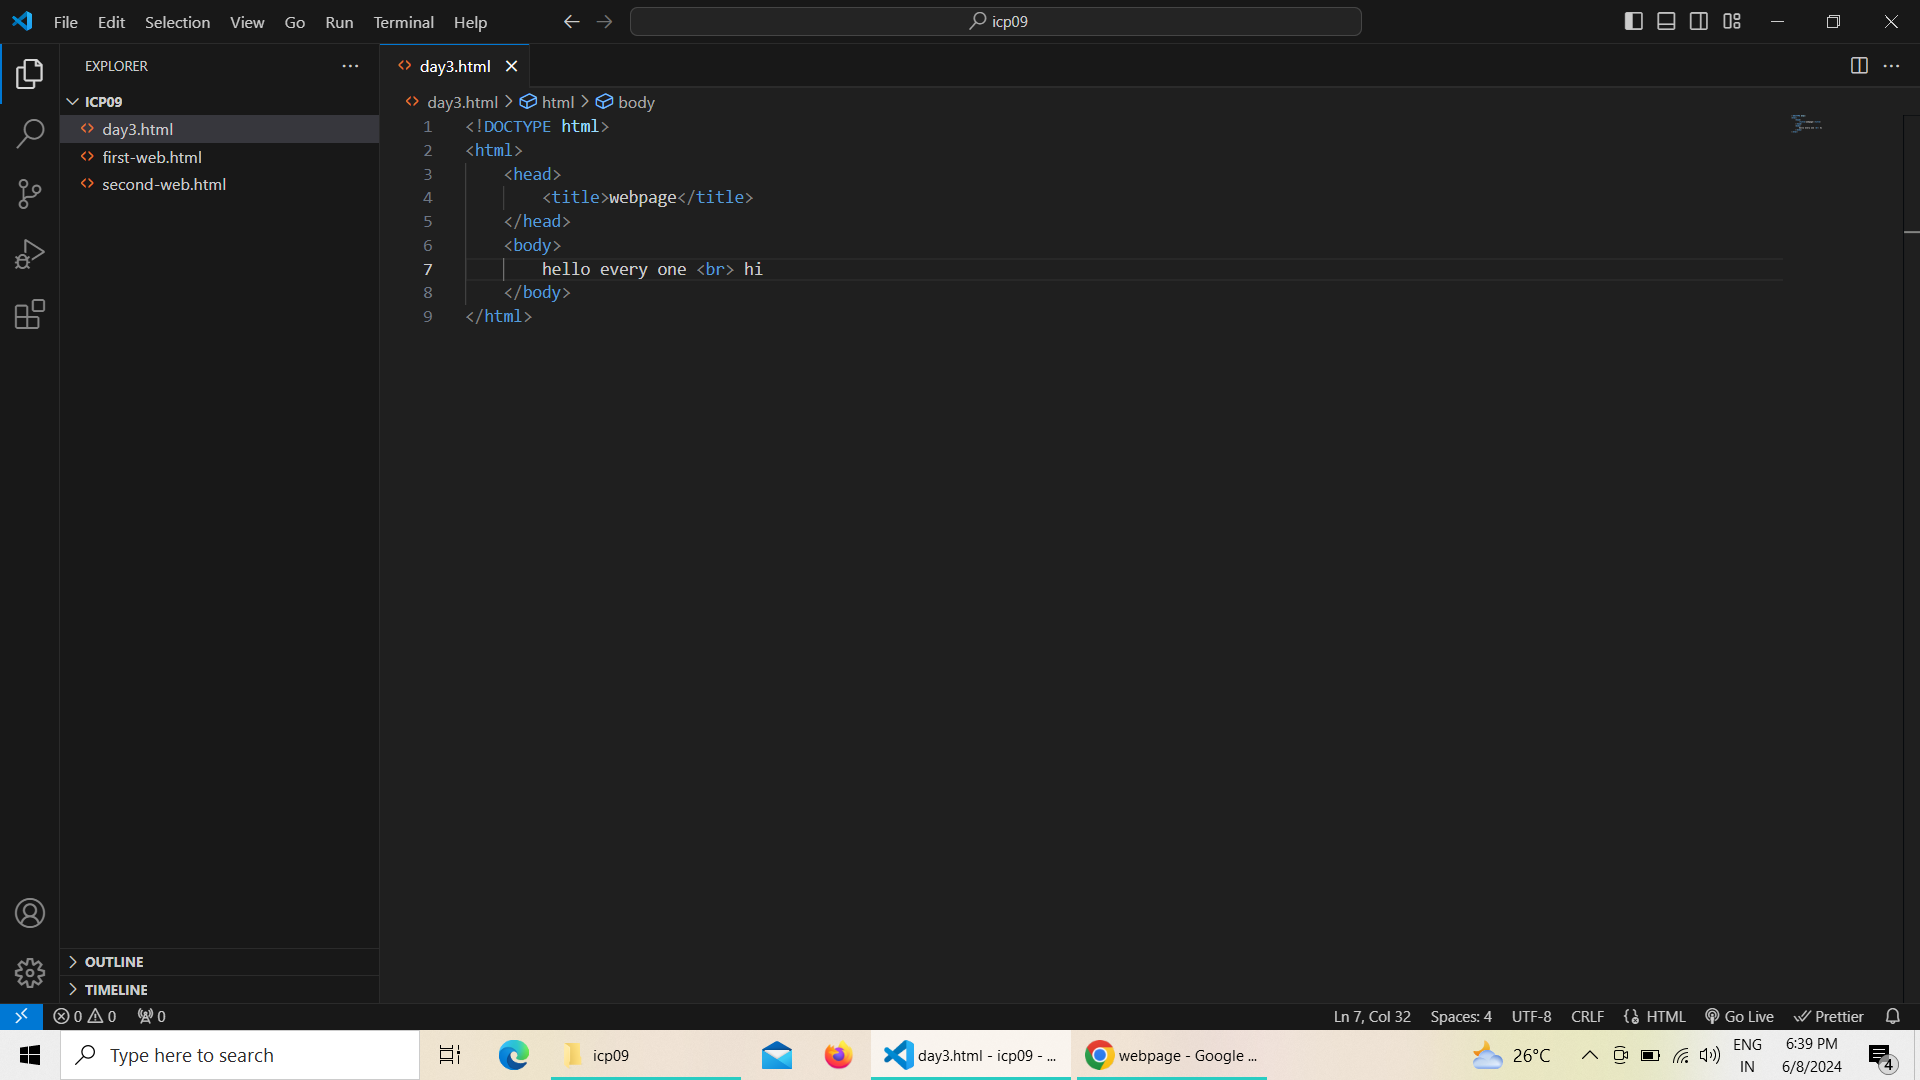 File Edit Selection View Go Run Terminal Help
icp09
EXPLORER
ICP09
day3.html
first-web.html
second-web.html
OUTLINE
TIMELINE
day3.html
day3.html > html > body
1 <!DOCTYPE html>
2 <html>
3 <head>
4 <title>webpage</title>
5 </head>
6 <body>
7 hello every one <br> hi
8 </body>
9 </html>
0 0 0
Ln 7, Col 32 Spaces: 4 UTF-8 CRLF HTML Go Live Prettier
Type here to search
icp09
day3.html - icp09 - ...
webpage - Google ...
26°C
ENG
IN
6:39 PM
6/8/2024
4